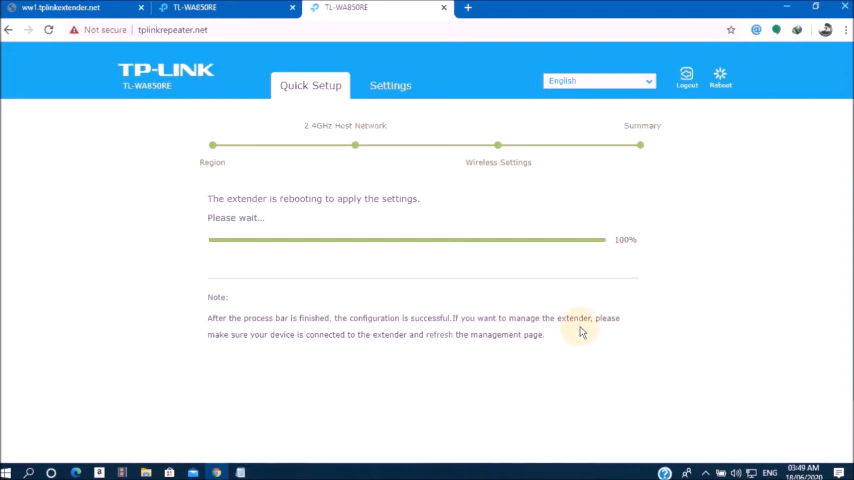 ww1.tplinkextender.net
TL-WA850RE
TL-WA850RE
Not secure
tplinkrepeater.net
TP-LINK
TL-WA850RE
Quick Setup
Settings
English
Logout
Reboot
2.4GHz Host Network
Summary
Region
Wireless Settings
The extender is rebooting to apply the settings.
Please wait...
100%
Note:
After the process bar is finished, the configuration is successful.If you want to manage the extender, please
make sure your device is connected to the extender and refresh the management page.
ENG
03:49 AM
18/06/2020